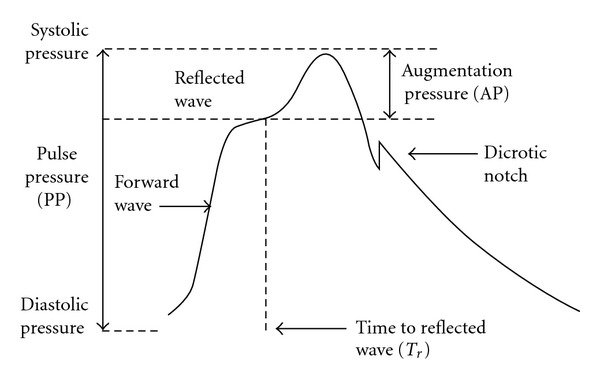 Systolic
pressure
Reflected
wave
Augmentation
pressure (AP)
Pulse
pressure
(PP)
Forward
wave
Dicrotic
notch
Diastolic
pressure
Time to reflected
wave (Tr)